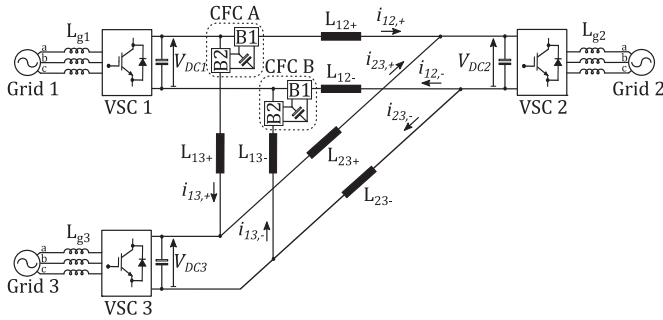 CFC A
L12+
i12,+
Lg1
Lg2
B1
a
b
c
VDC1
B2
CFC B
i23,+
VDC2
a
b
c
Grid 1
VSC 1
L12-
i12,-
VSC 2
Grid 2
B1
B2
i23,-
L13+
L13-
L23+
L23-
i13,+
i13,-
Lg3
a
b
c
VDC3
Grid 3
VSC 3